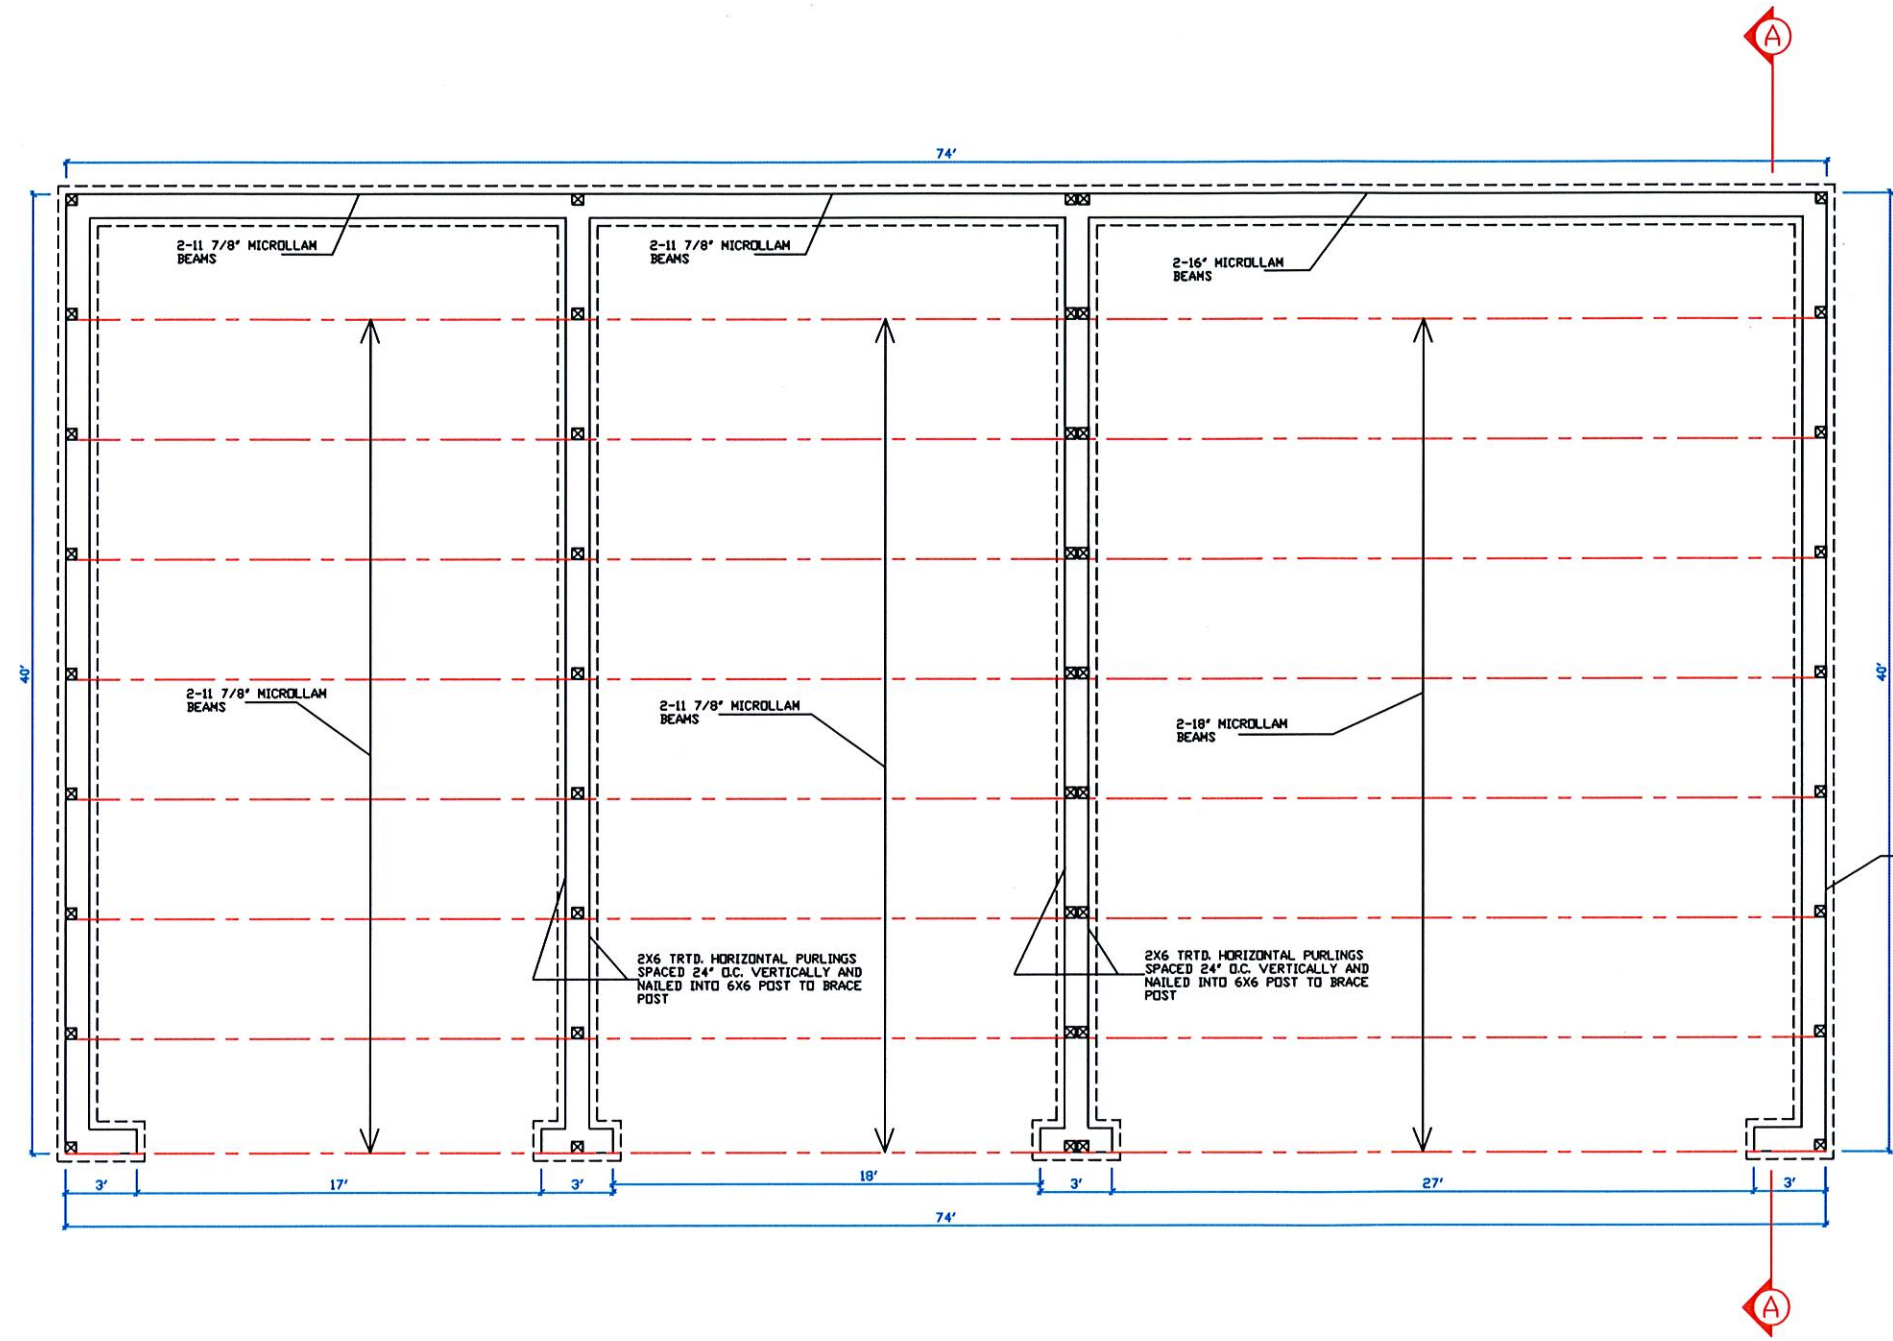 A
74'
2-11 7/8" MICROLLAM
BEAMS
2-11 7/8" MICROLLAM
BEAMS
2-16" MICROLLAM
BEAMS
40'
40'
2-11 7/8" MICROLLAM
BEAMS
2-11 7/8" MICROLLAM
BEAMS
2-18" MICROLLAM
BEAMS
2X6 TRTD. HORIZONTAL PURLINGS
SPACED 24" O.C. VERTICALLY AND
NAILED INTO 6X6 POST TO BRACE
POST
2X6 TRTD. HORIZONTAL PURLINGS
SPACED 24" O.C. VERTICALLY AND
NAILED INTO 6X6 POST TO BRACE
POST
3'
17'
3'
18'
3'
27'
3'
74'
A